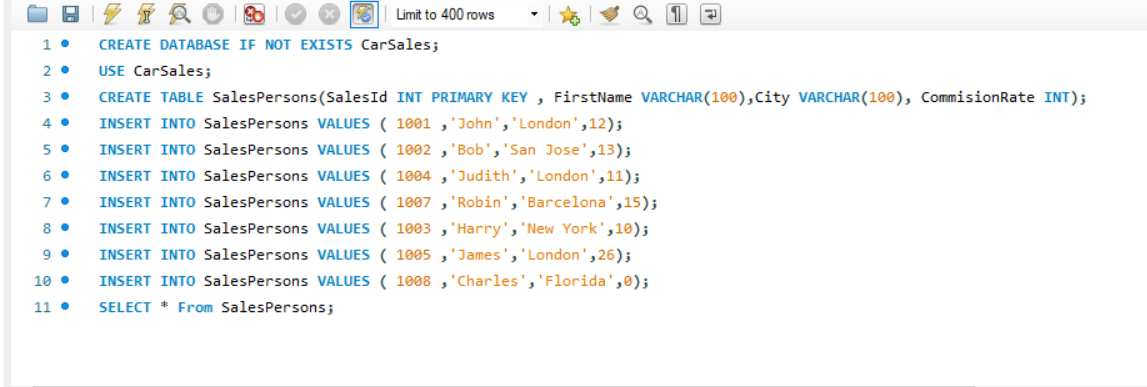 Limit to 400 rows
1 CREATE DATABASE IF NOT EXISTS CarSales;
2 USE CarSales;
3 CREATE TABLE SalesPersons(SalesId INT PRIMARY KEY , FirstName VARCHAR(100),City VARCHAR(100), CommisionRate INT);
4 INSERT INTO SalesPersons VALUES ( 1001 ,'John','London',12);
5 INSERT INTO SalesPersons VALUES ( 1002 ,'Bob','San Jose',13);
6 INSERT INTO SalesPersons VALUES ( 1004 ,'Judith','London',11);
7 INSERT INTO SalesPersons VALUES ( 1007 ,'Robin','Barcelona',15);
8 INSERT INTO SalesPersons VALUES ( 1003 ,'Harry','New York',10);
9 INSERT INTO SalesPersons VALUES ( 1005 ,'James','London',26);
10 INSERT INTO SalesPersons VALUES ( 1008 ,'Charles','Florida',0);
11 SELECT * From SalesPersons;